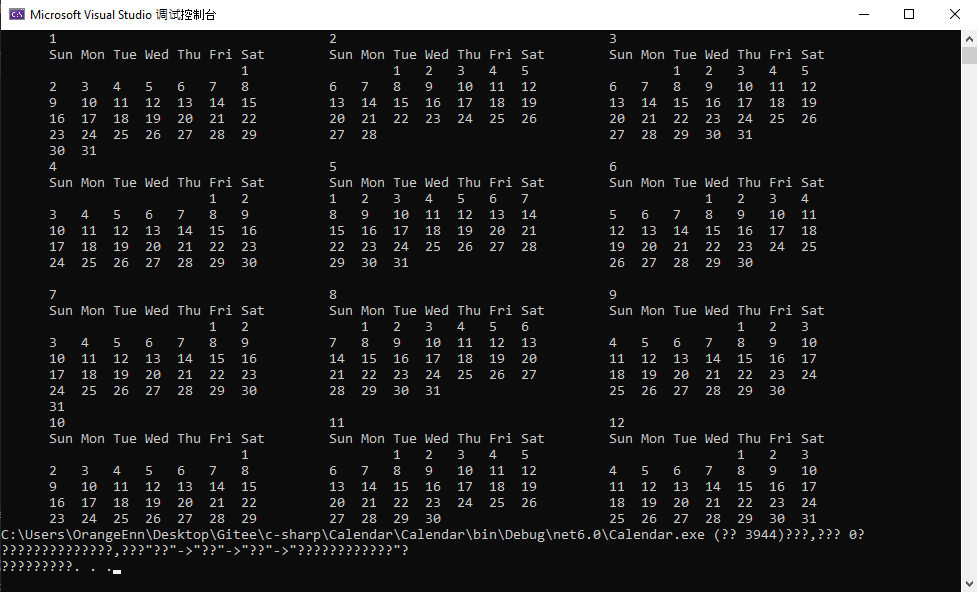 Microsoft Visual Studio 调试控制台
1 2 3
Sun Mon Tue Wed Thu Fri Sat Sun Mon Tue Wed Thu Fri Sat Sun Mon Tue Wed Thu Fri Sat
1 1 2 3 4 5 1 2 3 4 5
2 3 4 5 6 7 8 6 7 8 9 10 11 12 6 7 8 9 10 11 12
9 10 11 12 13 14 15 13 14 15 16 17 18 19 13 14 15 16 17 18 19
16 17 18 19 20 21 22 20 21 22 23 24 25 26 20 21 22 23 24 25 26
23 24 25 26 27 28 29 27 28 27 28 29 30 31
30 31
4 5 6
Sun Mon Tue Wed Thu Fri Sat Sun Mon Tue Wed Thu Fri Sat Sun Mon Tue Wed Thu Fri Sat
1 2 1 2 3 4 5 6 7 1 2 3 4
3 4 5 6 7 8 9 8 9 10 11 12 13 14 5 6 7 8 9 10 11
10 11 12 13 14 15 16 15 16 17 18 19 20 21 12 13 14 15 16 17 18
17 18 19 20 21 22 23 22 23 24 25 26 27 28 19 20 21 22 23 24 25
24 25 26 27 28 29 30 29 30 31 26 27 28 29 30
7 8 9
Sun Mon Tue Wed Thu Fri Sat Sun Mon Tue Wed Thu Fri Sat Sun Mon Tue Wed Thu Fri Sat
1 2 1 2 3 4 5 6 1 2 3
3 4 5 6 7 8 9 7 8 9 10 11 12 13 4 5 6 7 8 9 10
10 11 12 13 14 15 16 14 15 16 17 18 19 20 11 12 13 14 15 16 17
17 18 19 20 21 22 23 21 22 23 24 25 26 27 18 19 20 21 22 23 24
24 25 26 27 28 29 30 28 29 30 31 25 26 27 28 29 30
31
10 11 12
Sun Mon Tue Wed Thu Fri Sat Sun Mon Tue Wed Thu Fri Sat Sun Mon Tue Wed Thu Fri Sat
1 1 2 3 4 5 1 2 3
2 3 4 5 6 7 8 6 7 8 9 10 11 12 4 5 6 7 8 9 10
9 10 11 12 13 14 15 13 14 15 16 17 18 19 11 12 13 14 15 16 17
16 17 18 19 20 21 22 20 21 22 23 24 25 26 18 19 20 21 22 23 24
23 24 25 26 27 28 29 27 28 29 30 25 26 27 28 29 30 31
C:\Users\OrangeEnn\Desktop\Gitee\c-sharp\Calendar\Calendar\bin\Debug\net6.0\Calendar.exe (?? 3944)???,??? 0?
??????????????,???"??"->"??"->"??"->"????????????"?
?????????. . .